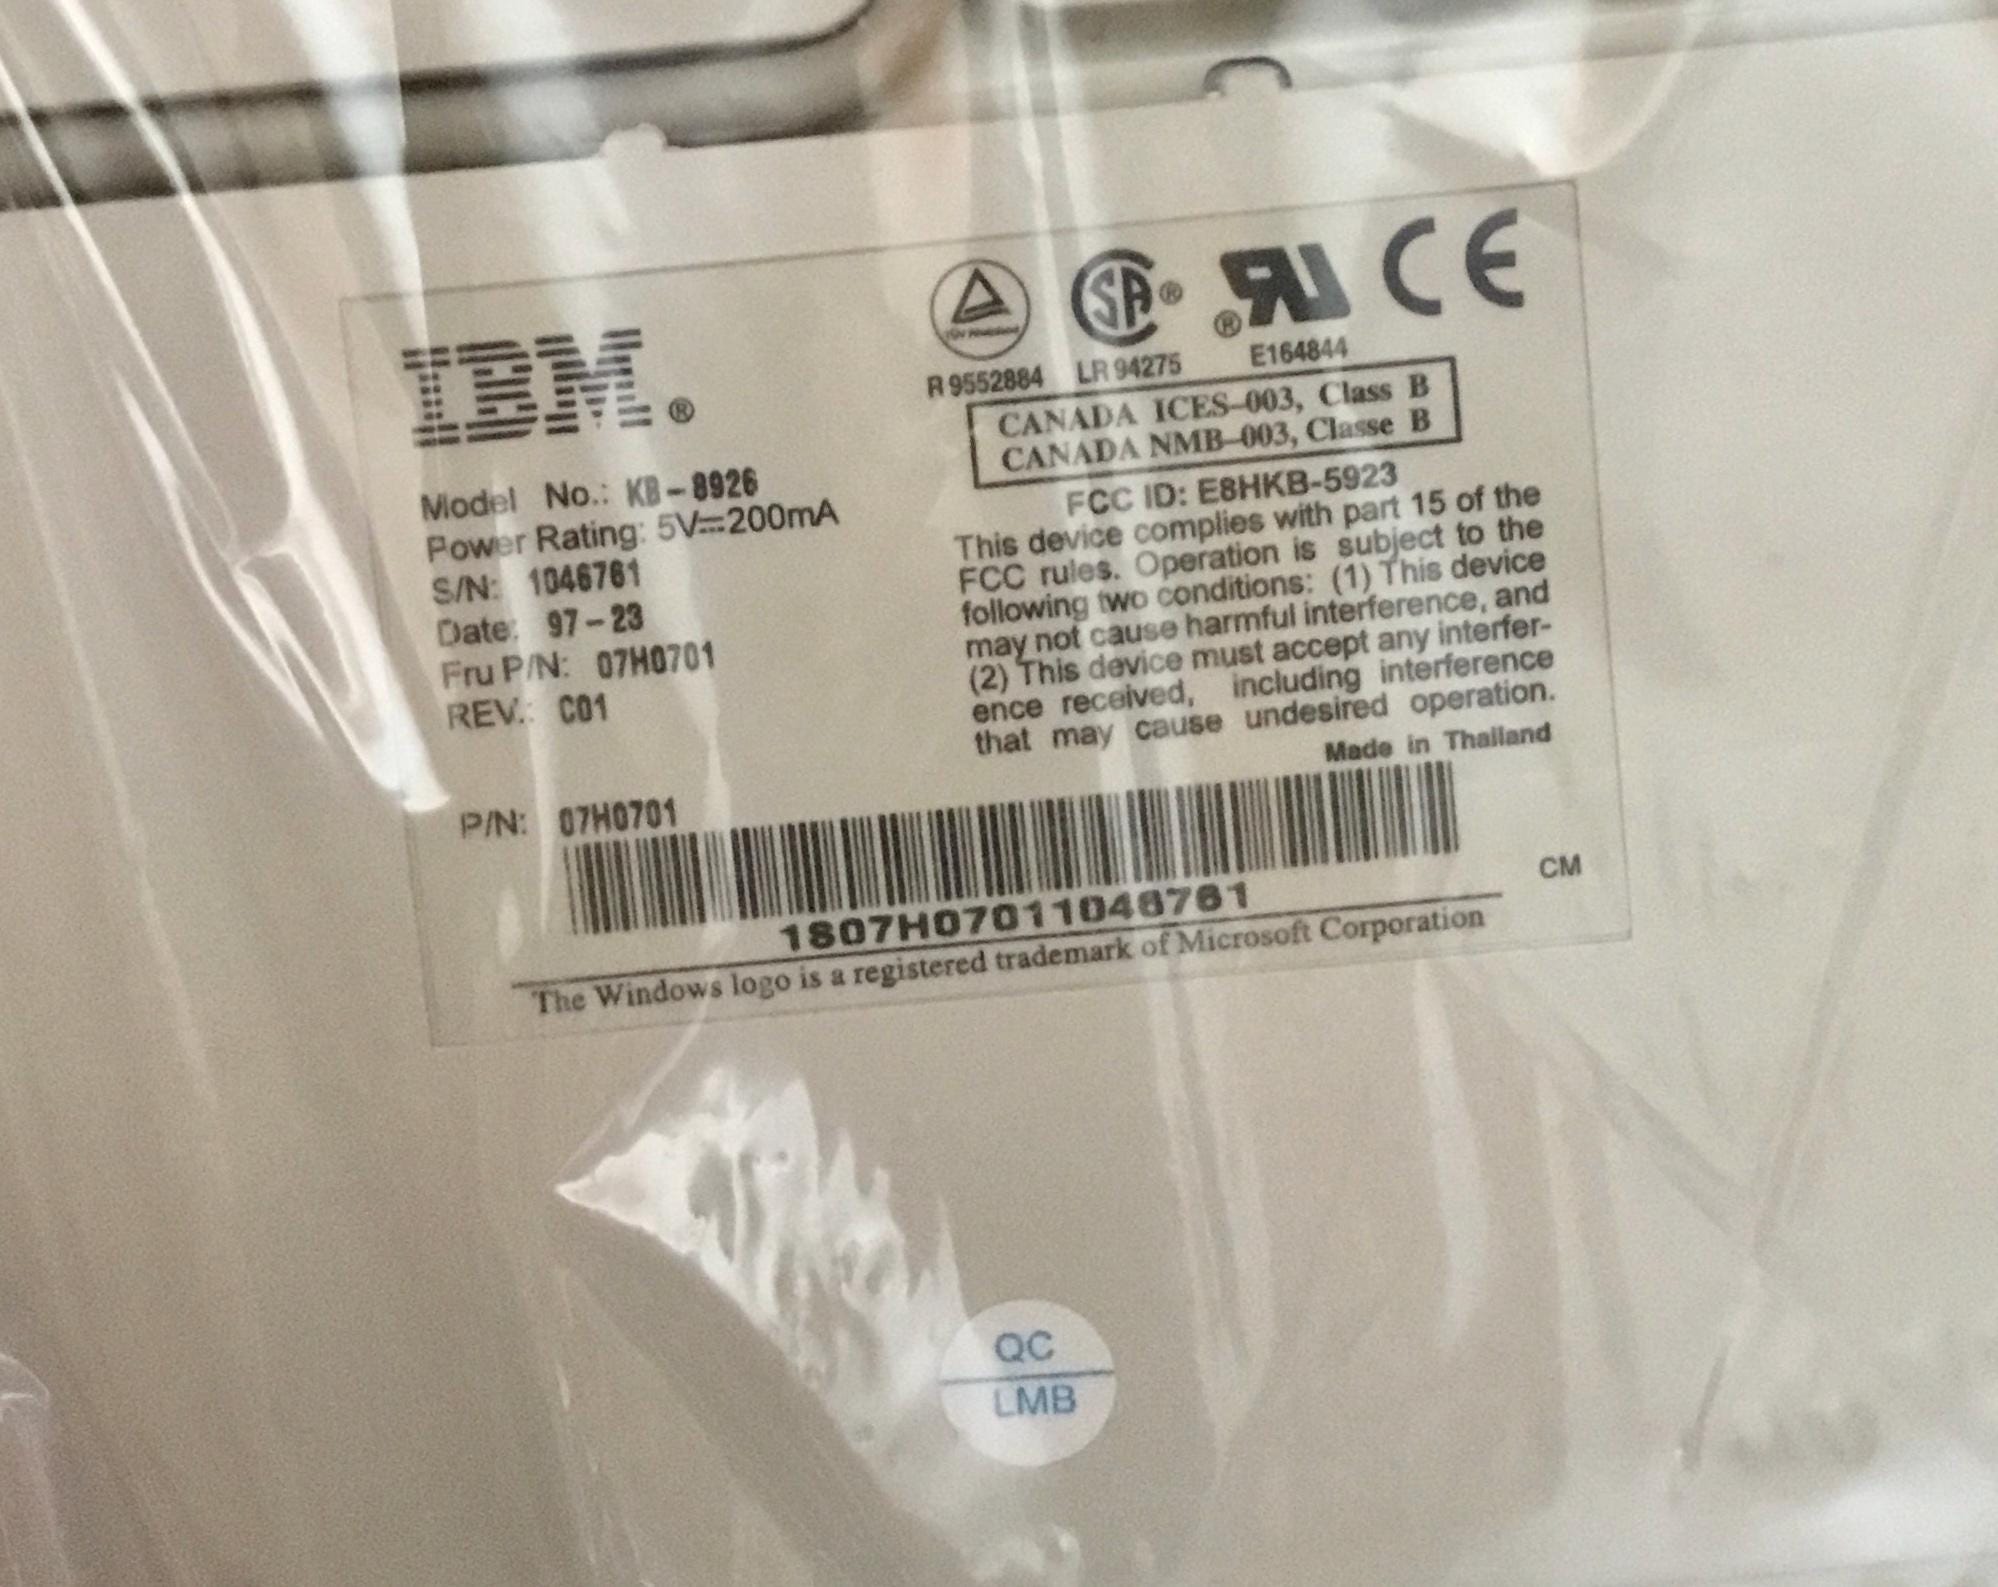 IBM®
Model No.: KB-8926
Power Rating: 5V⎓200mA
S/N: 1046761
Date: 97-23
Fru P/N: 07H0701
REV.: C01
R 9552884
LR 94275
E164844
CANADA ICES-003, Class B
CANADA NMB-003, Classe B
FCC ID: E8HKB-5923
This device complies with part 15 of the
FCC rules. Operation is subject to the
following two conditions: (1) This device
may not cause harmful interference, and
(2) This device must accept any interfer-
ence received, including interference
that may cause undesired operation.
Made in Thailand
P/N: 07H0701
1S07H07011046761
CM
The Windows logo is a registered trademark of Microsoft Corporation
QC
LMB